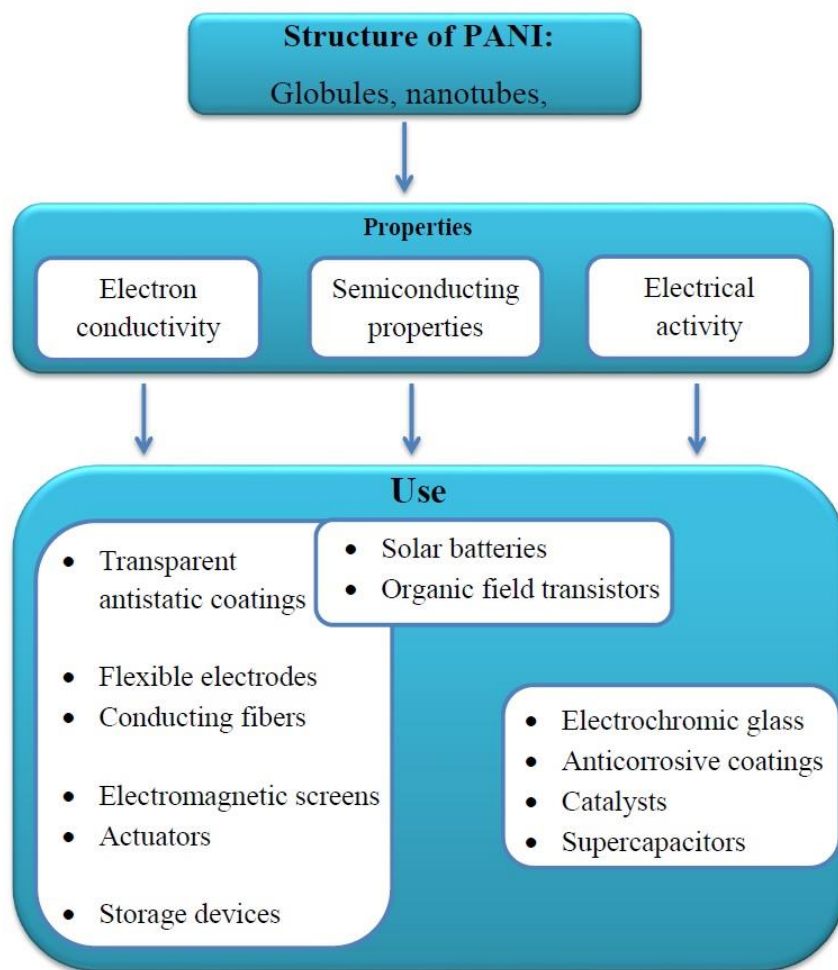 Structure of PANI:
Globules, nanotubes,
Properties
Electron
conductivity
Semiconducting
properties
Electrical
activity
Use
• Transparent
antistatic coatings
• Flexible electrodes
• Conducting fibers
• Electromagnetic screens
• Actuators
• Storage devices
• Solar batteries
• Organic field transistors
• Electrochromic glass
• Anticorrosive coatings
• Catalysts
• Supercapacitors